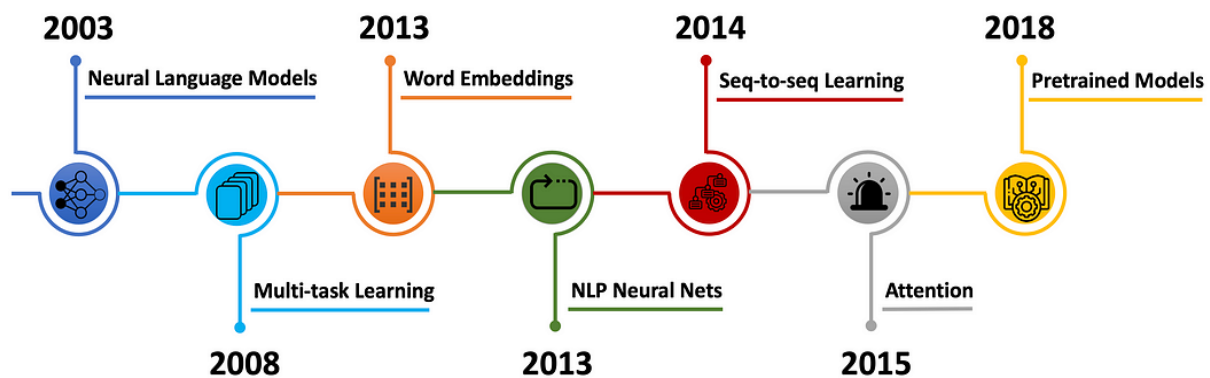 2003
Neural Language Models
2008
Multi-task Learning
2013
Word Embeddings
2013
NLP Neural Nets
2014
Seq-to-seq Learning
2015
Attention
2018
Pretrained Models